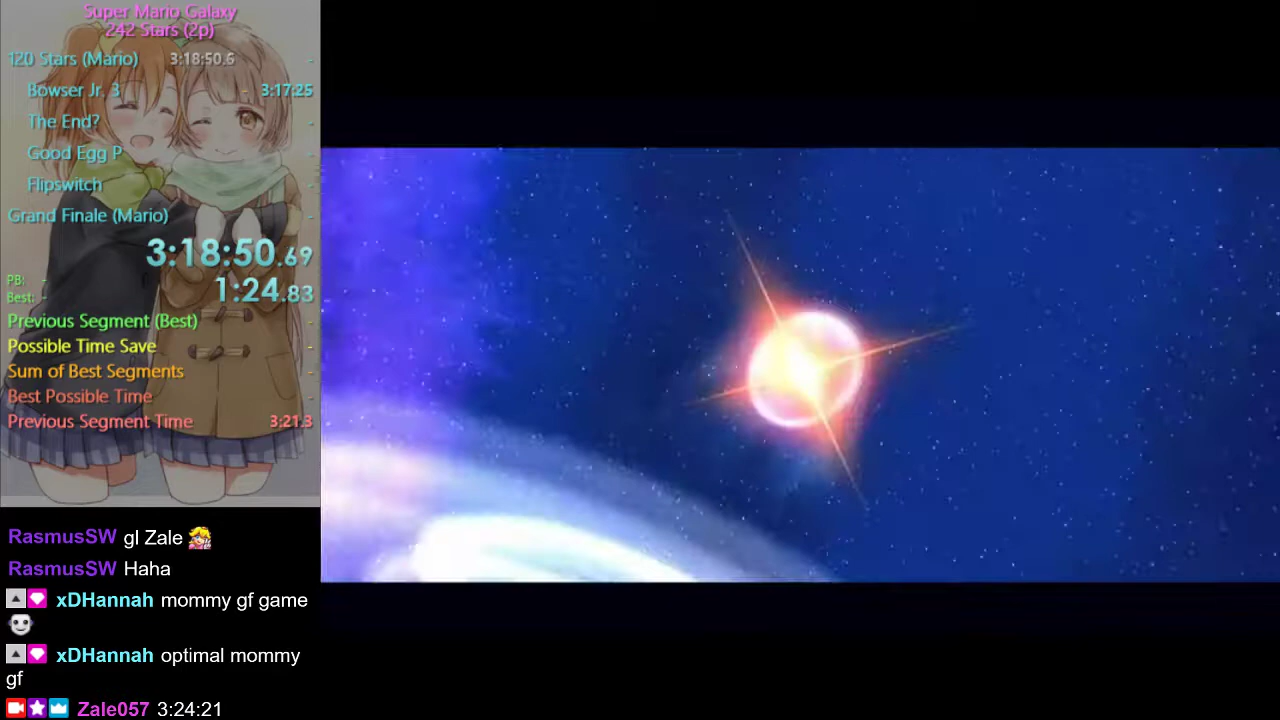 Super Mario Galaxy
242 Stars (2p)
120 Stars (Mario) 3:18:50.6 -
Bowser Jr. 3 - 3:17:25
The End? -
Good Egg P -
Flipswitch -
Grand Finale (Mario) -
3:18:50.69
PB: -
1:24.83
Best: -
Previous Segment (Best) -
Possible Time Save -
Sum of Best Segments -
Best Possible Time -
Previous Segment Time 3:21.3
RasmusSW gl Zale
RasmusSW Haha
xDHannah mommy gf game
xDHannah optimal mommy
gf
Zale057 3:24:21